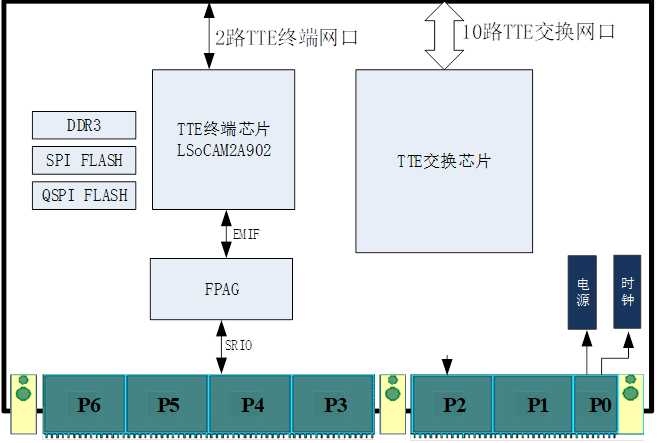 2路TTE终端网口
10路TTE交换网口
DDR3
SPI FLASH
QSPI FLASH
TTE终端芯片
LSoCAM2A902
TTE交换芯片
EMIF
FPAG
SRIO
电源
时钟
P6
P5
P4
P3
P2
P1
P0